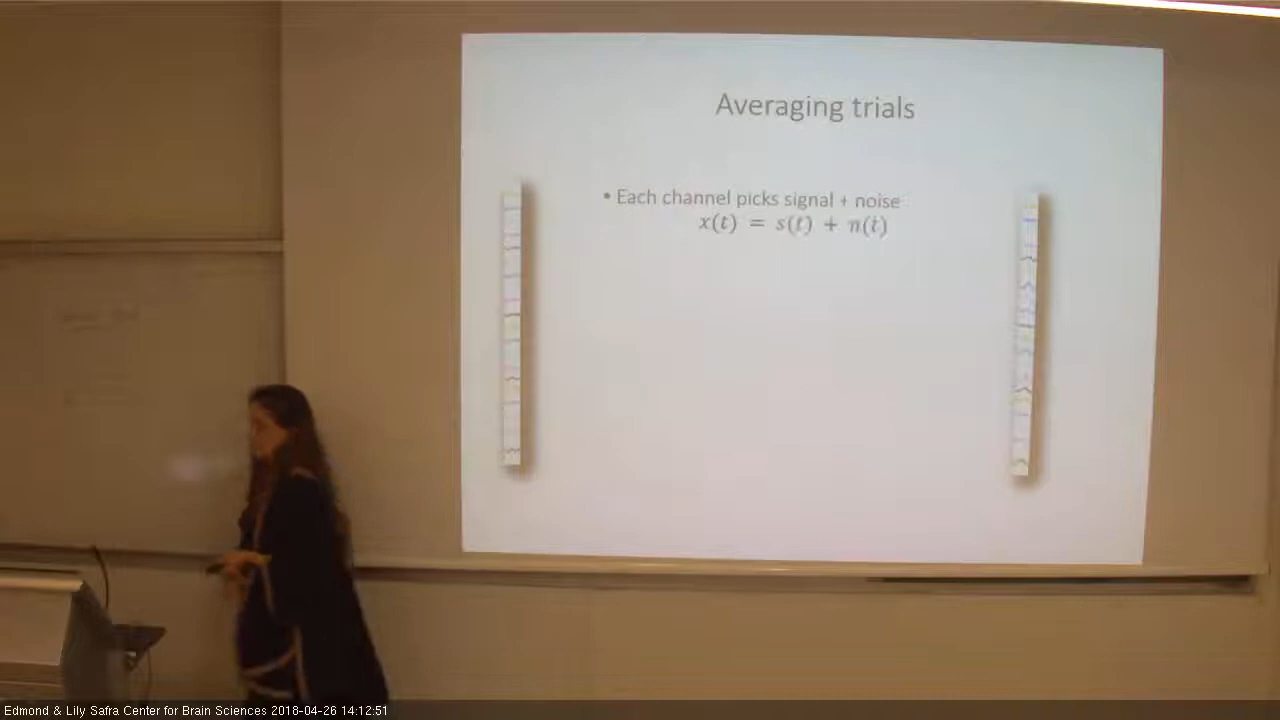 Averaging trials
• Each channel picks signal + noise
x(t) = s(t) + n(t)
Edmond & Lily Safra Center for Brain Sciences 2018-04-26 14:12:51